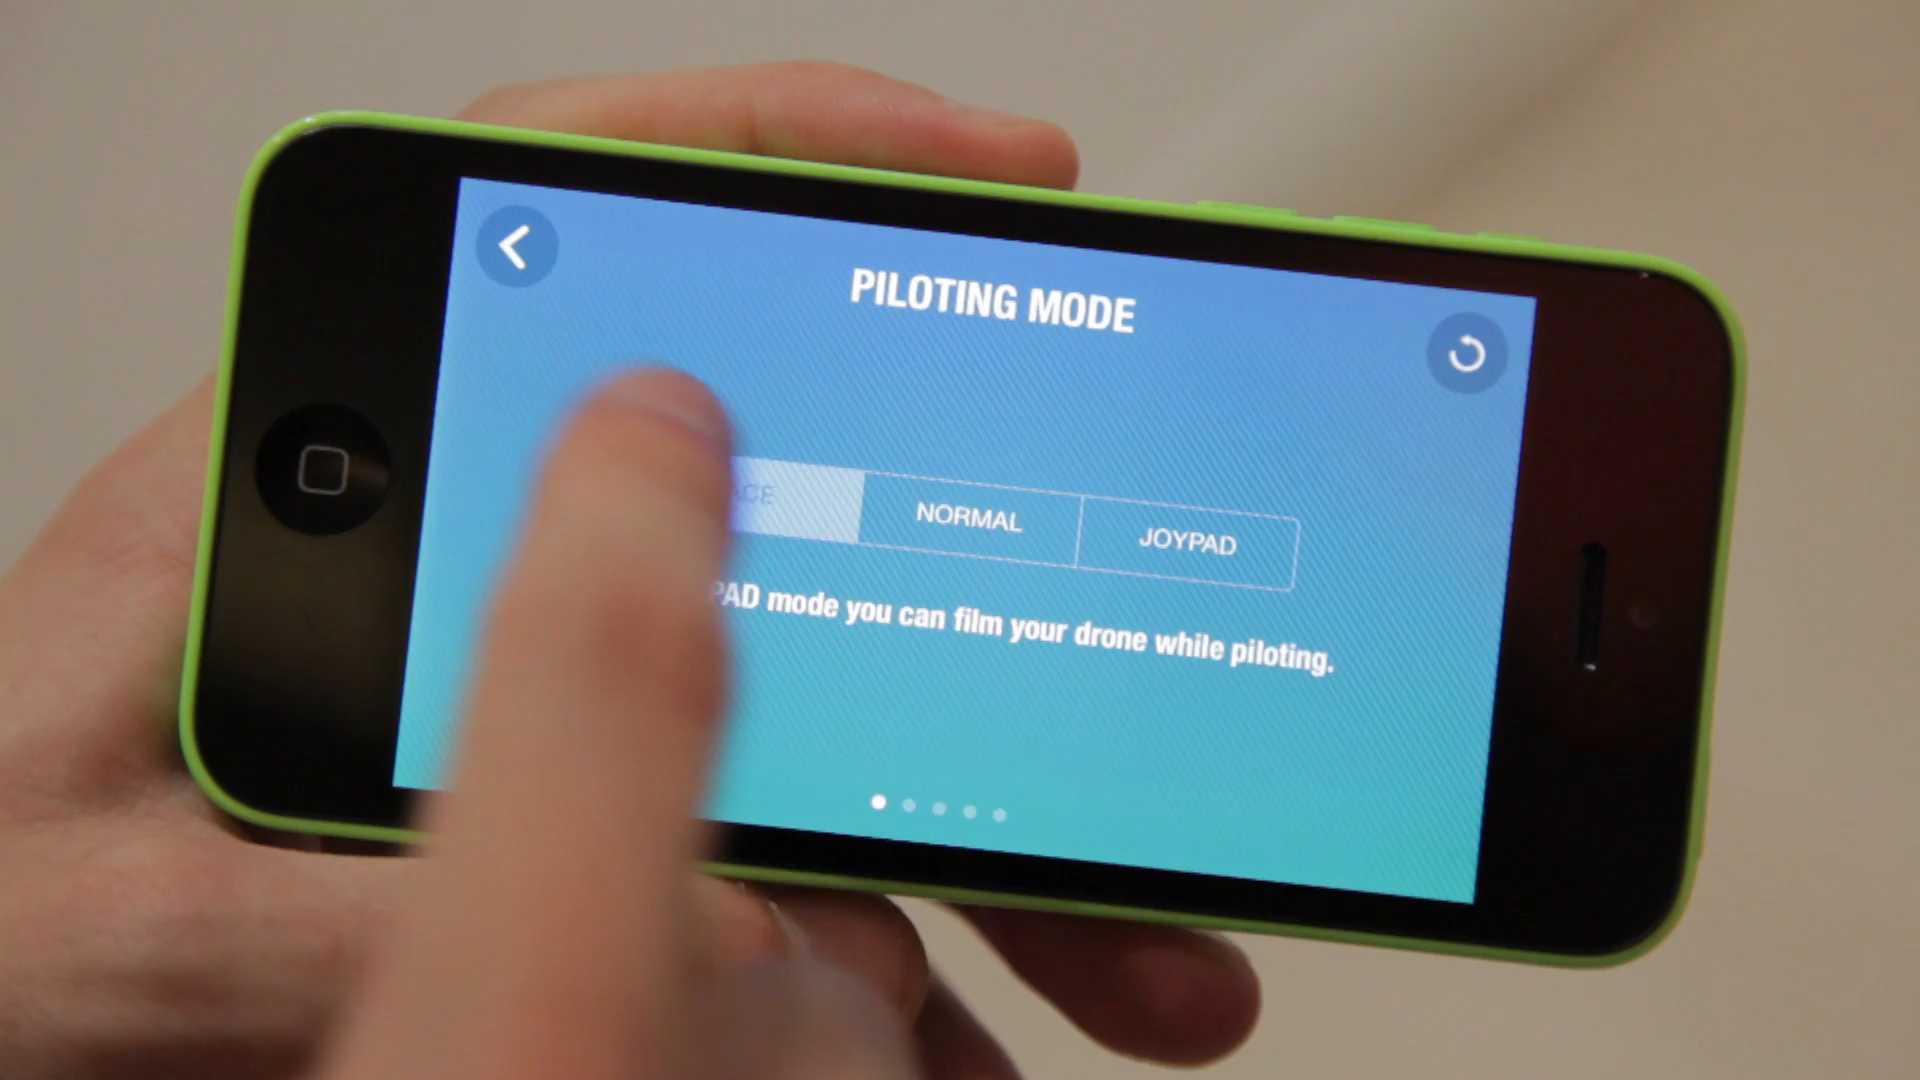 PILOTING MODE
NORMAL
JOYPAD
mode you can film your drone while piloting.